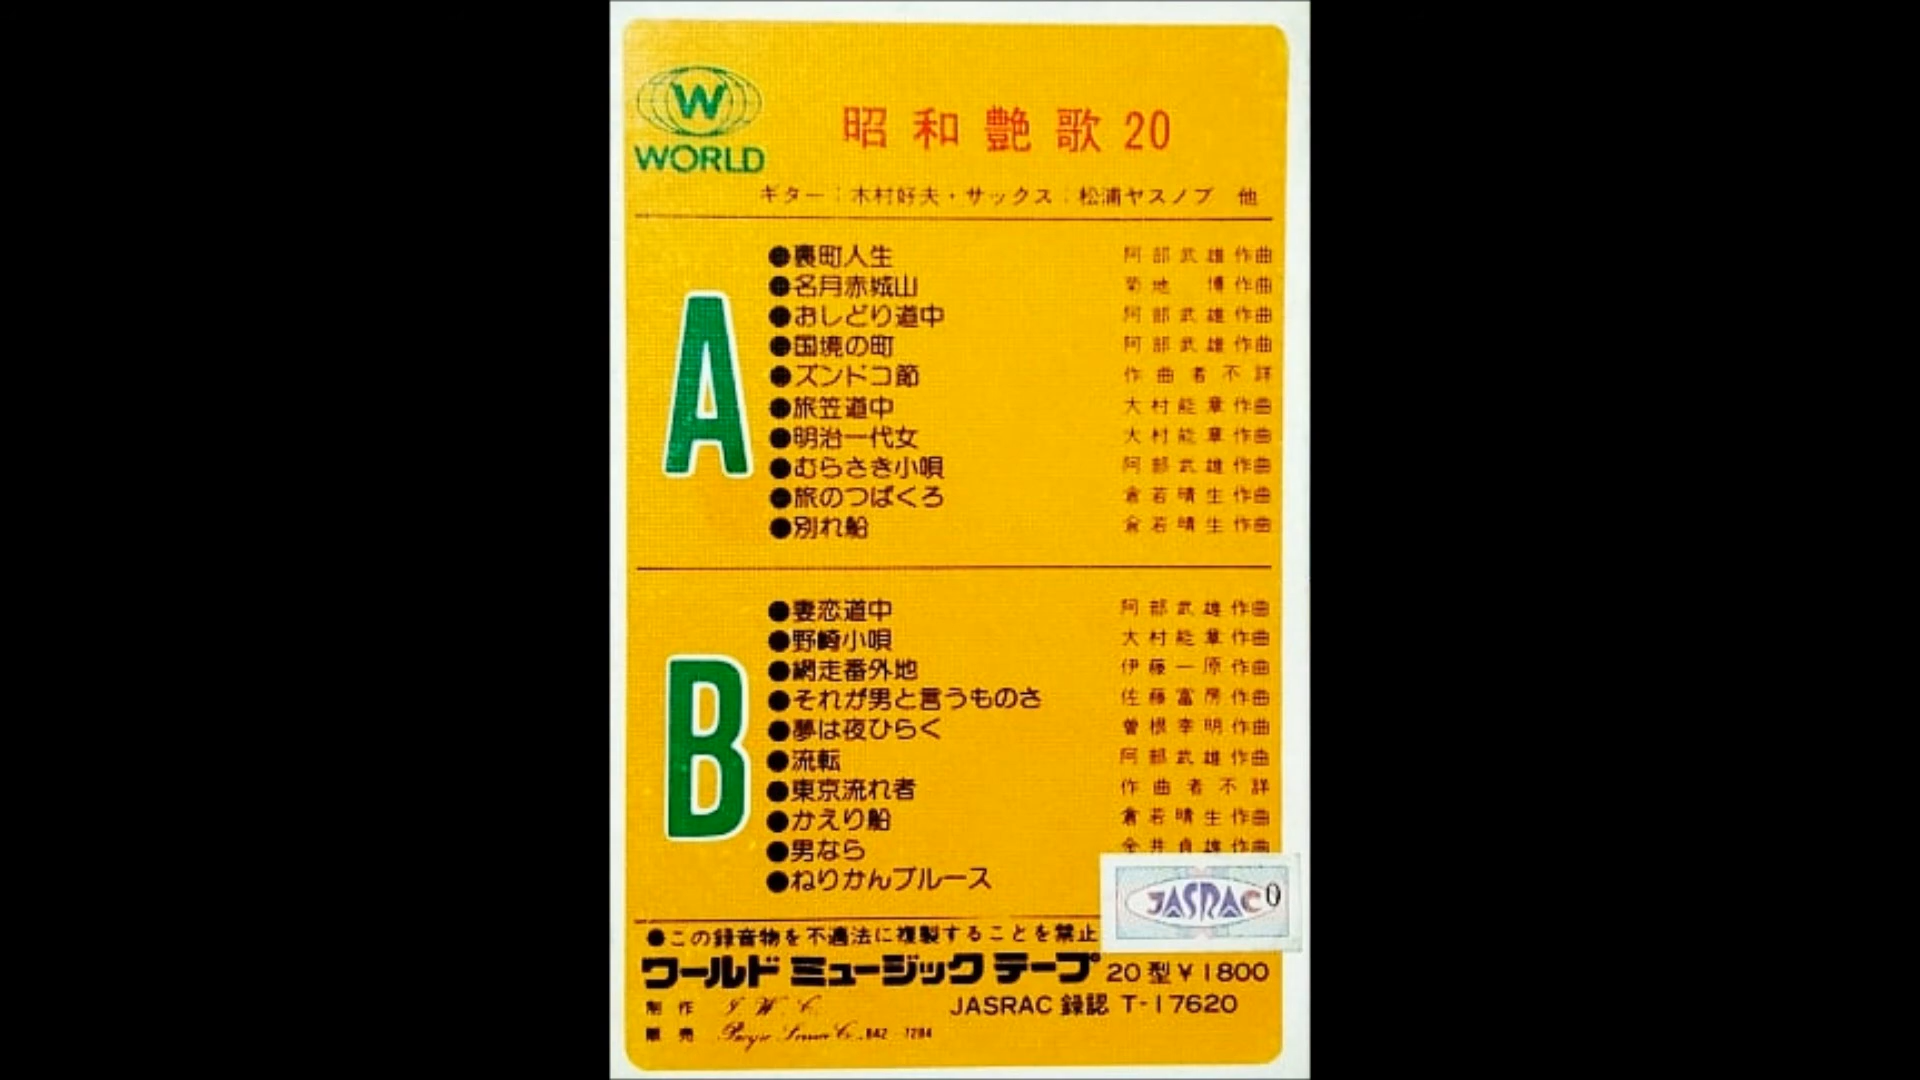 W
WORLD
昭和艶歌20
ギター:木村好夫・サックス:松浦ヤスノブ 他
A
●裏町人生 阿部武雄作曲
●名月赤城山 菊地 博作曲
●おしどり道中 阿部武雄作曲
●国境の町 阿部武雄作曲
●ズンドコ節 作曲者不詳
●旅笠道中 大村能章作曲
●明治一代女 大村能章作曲
●むらさき小唄 阿部武雄作曲
●旅のつばくろ 倉若晴生作曲
●別れ船 倉若晴生作曲
B
●妻恋道中 阿部武雄作曲
●野崎小唄 大村能章作曲
●網走番外地 伊藤一原作曲
●それが男と言うものさ 佐藤富房作曲
●夢は夜ひらく 曽根幸明作曲
●流転 阿部武雄作曲
●東京流れ者 作曲者不詳
●かえり船 倉若晴生作曲
●男なら 井貞雄作曲
●ねりかんブルース
JASRAC 0
●この録音物を不適法に複製することを禁止
ワールド ミュージック テープ 20型¥1800
制作 I. W. C. JASRAC 録認 T-17620
販売 842-7284